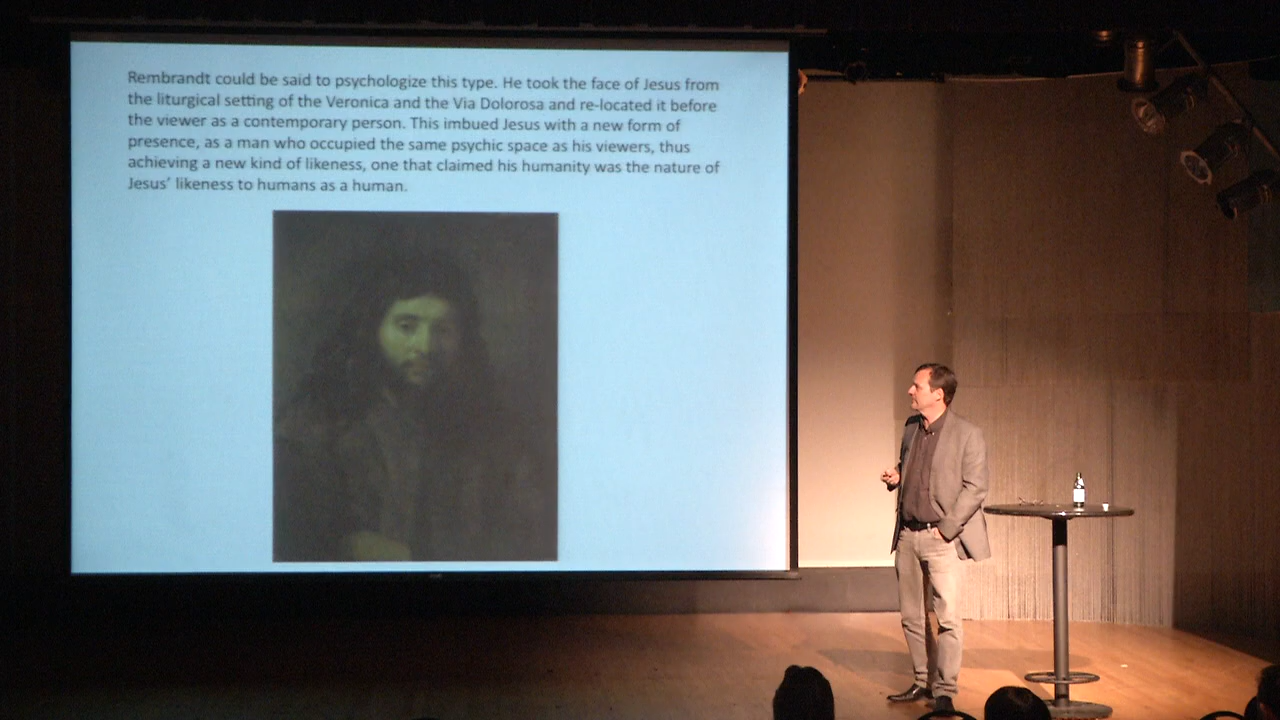 Rembrandt could be said to psychologize this type. He took the face of Jesus from
the liturgical setting of the Veronica and the Via Dolorosa and re-located it before
the viewer as a contemporary person. This imbued Jesus with a new form of
presence, as a man who occupied the same psychic space as his viewers, thus
achieving a new kind of likeness, one that claimed his humanity was the nature of
Jesus’ likeness to humans as a human.